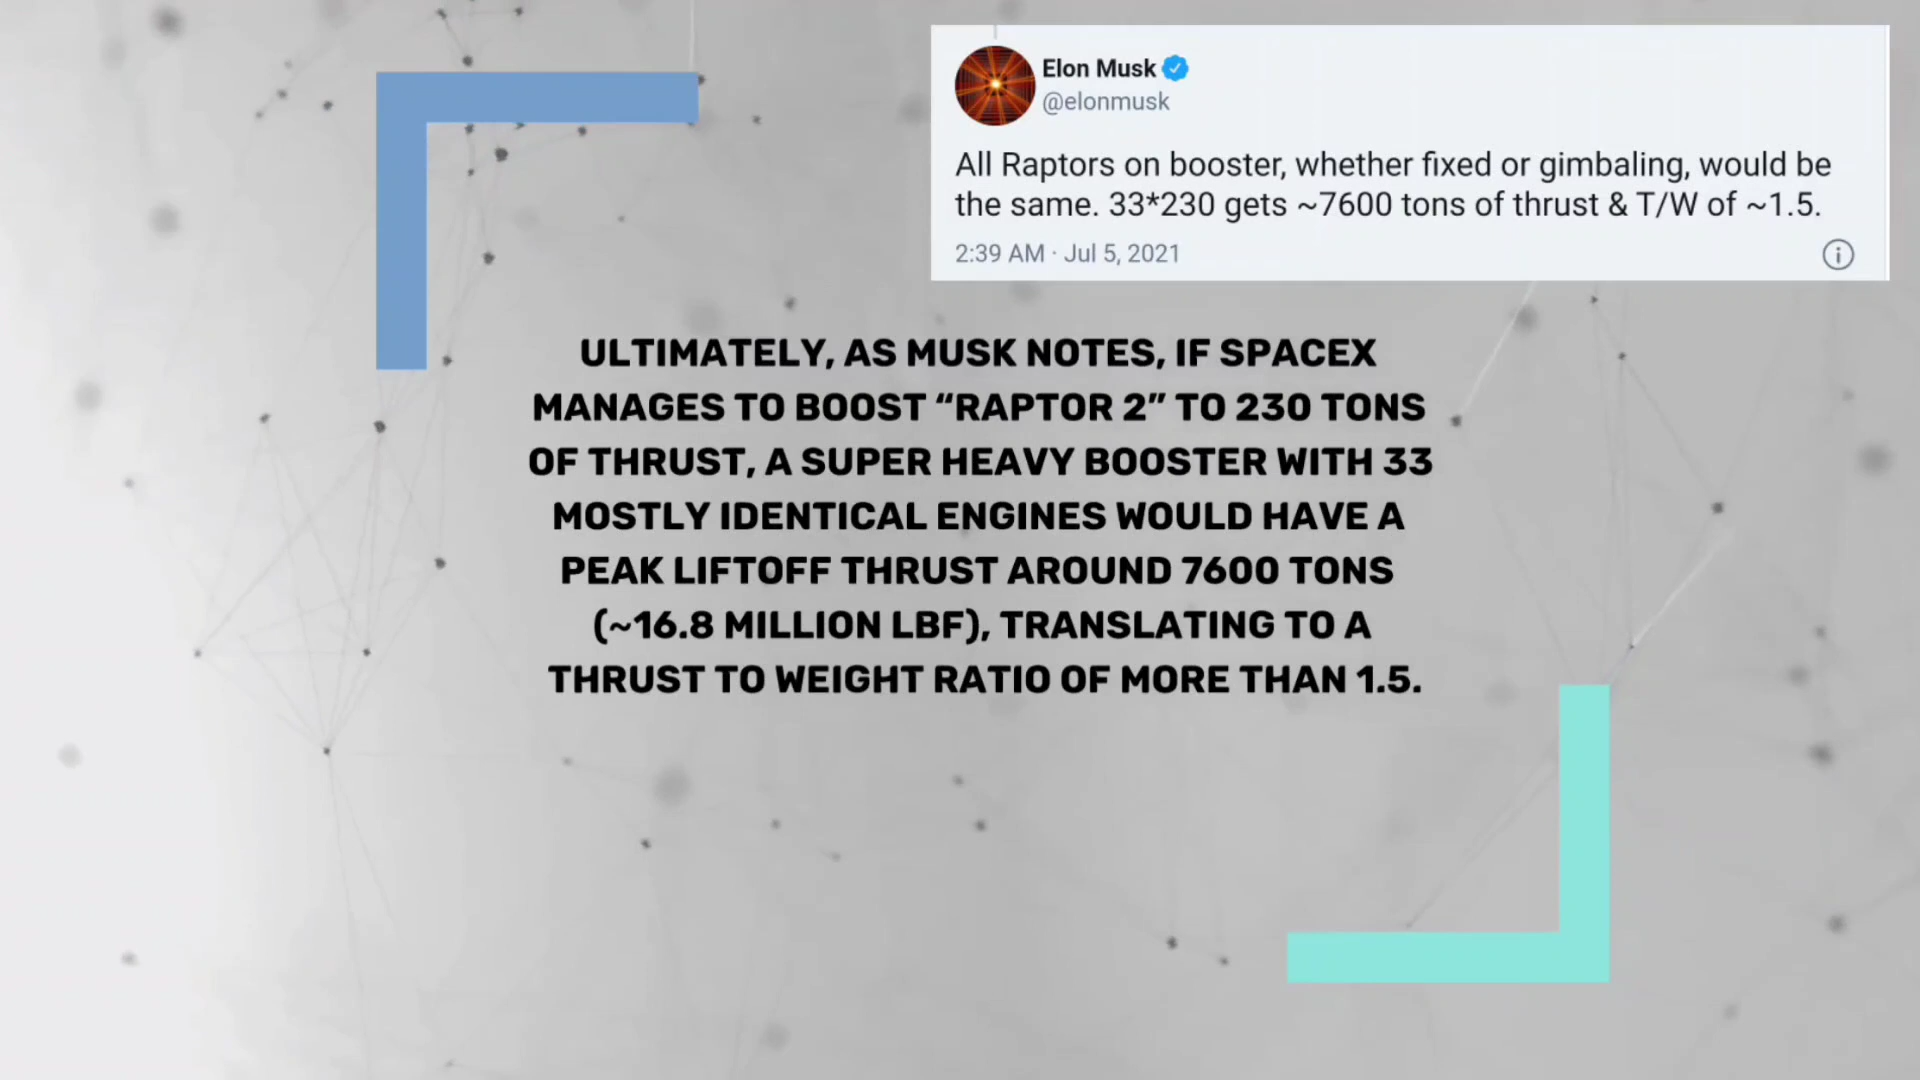 Elon Musk
@elonmusk
All Raptors on booster, whether fixed or gimbaling, would be
the same. 33*230 gets ~7600 tons of thrust & T/W of ~1.5.
2:39 AM · Jul 5, 2021
ULTIMATELY, AS MUSK NOTES, IF SPACEX
MANAGES TO BOOST “RAPTOR 2” TO 230 TONS
OF THRUST, A SUPER HEAVY BOOSTER WITH 33
MOSTLY IDENTICAL ENGINES WOULD HAVE A
PEAK LIFTOFF THRUST AROUND 7600 TONS
(~16.8 MILLION LBF), TRANSLATING TO A
THRUST TO WEIGHT RATIO OF MORE THAN 1.5.